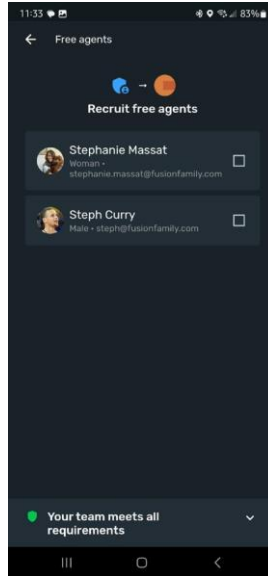 11:33 83%
Free agents
Recruit free agents
Stephanie Massat
Woman •
stephanie.massat@fusionfamily.com
Steph Curry
Male • steph@fusionfamily.com
Your team meets all
requirements